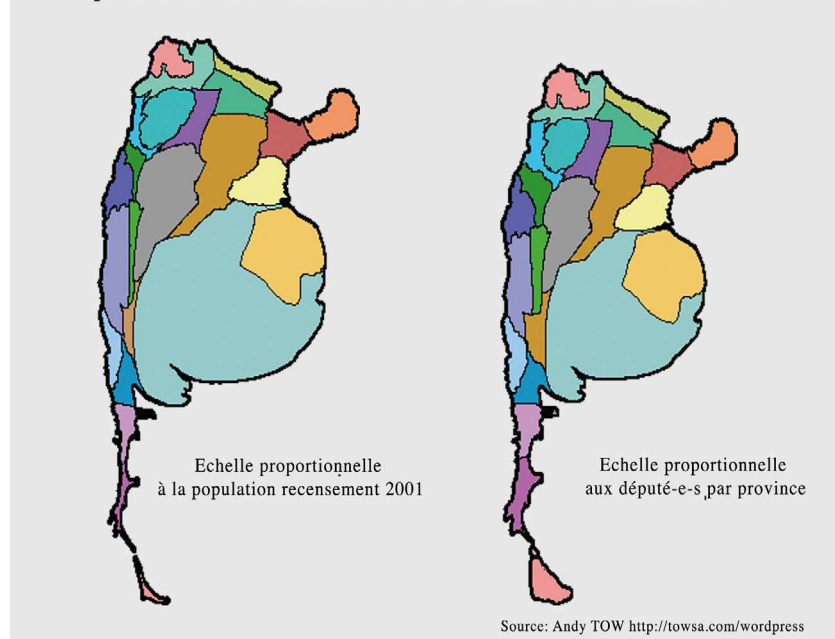 Echelle proportionnelle
à la population recensement 2001
Echelle proportionnelle
aux député-e-s par province
Source: Andy TOW http://towsa.com/wordpress